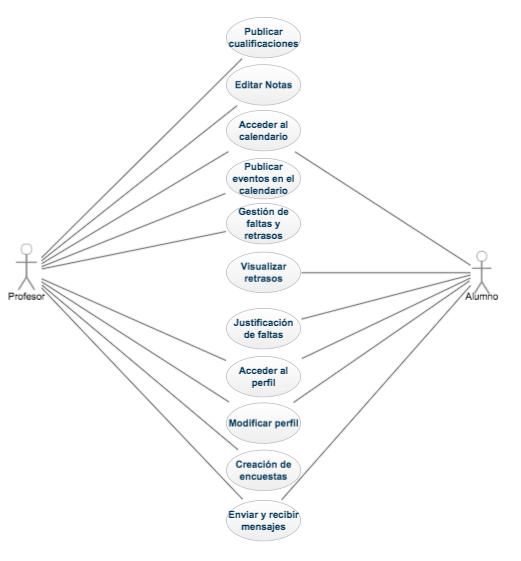 Publicar
cualificaciones
Editar Notas
Acceder al
calendario
Publicar
eventos en el
calendario
Gestión de
faltas y
retrasos
Profesor
Visualizar
retrasos
Alumno
Justificación
de faltas
Acceder al
perfil
Modificar perfil
Creación de
encuestas
Enviar y recibir
mensajes